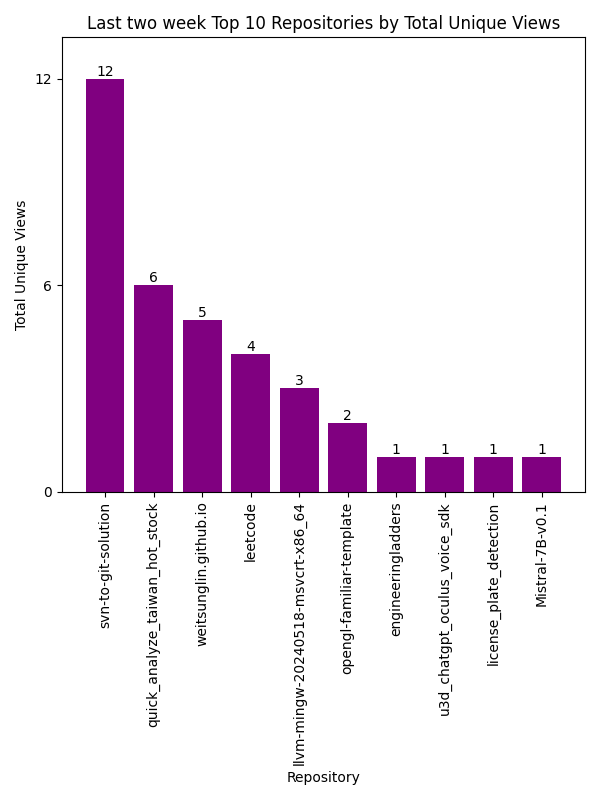 Last two week Top 10 Repositories by Total Unique Views
Total Unique Views
12
6
0
12
6
5
4
3
2
1
1
1
1
svn-to-git-solution
quick_analyze_taiwan_hot_stock
weitsunglin.github.io
leetcode
llvm-mingw-20240518-msvcrt-x86_64
opengl-familiar-template
engineeringladders
u3d_chatgpt_oculus_voice_sdk
license_plate_detection
Mistral-7B-v0.1
Repository